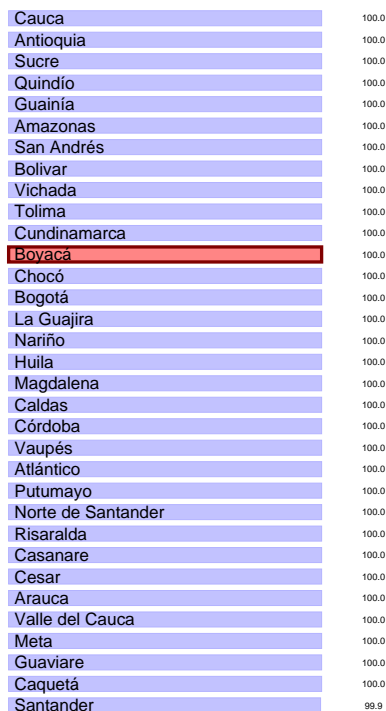 Cauca 100.0
Antioquia 100.0
Sucre 100.0
Quindío 100.0
Guainía 100.0
Amazonas 100.0
San Andrés 100.0
Bolivar 100.0
Vichada 100.0
Tolima 100.0
Cundinamarca 100.0
Boyacá 100.0
Chocó 100.0
Bogotá 100.0
La Guajira 100.0
Nariño 100.0
Huila 100.0
Magdalena 100.0
Caldas 100.0
Córdoba 100.0
Vaupés 100.0
Atlántico 100.0
Putumayo 100.0
Norte de Santander 100.0
Risaralda 100.0
Casanare 100.0
Cesar 100.0
Arauca 100.0
Valle del Cauca 100.0
Meta 100.0
Guaviare 100.0
Caquetá 100.0
Santander 99.9